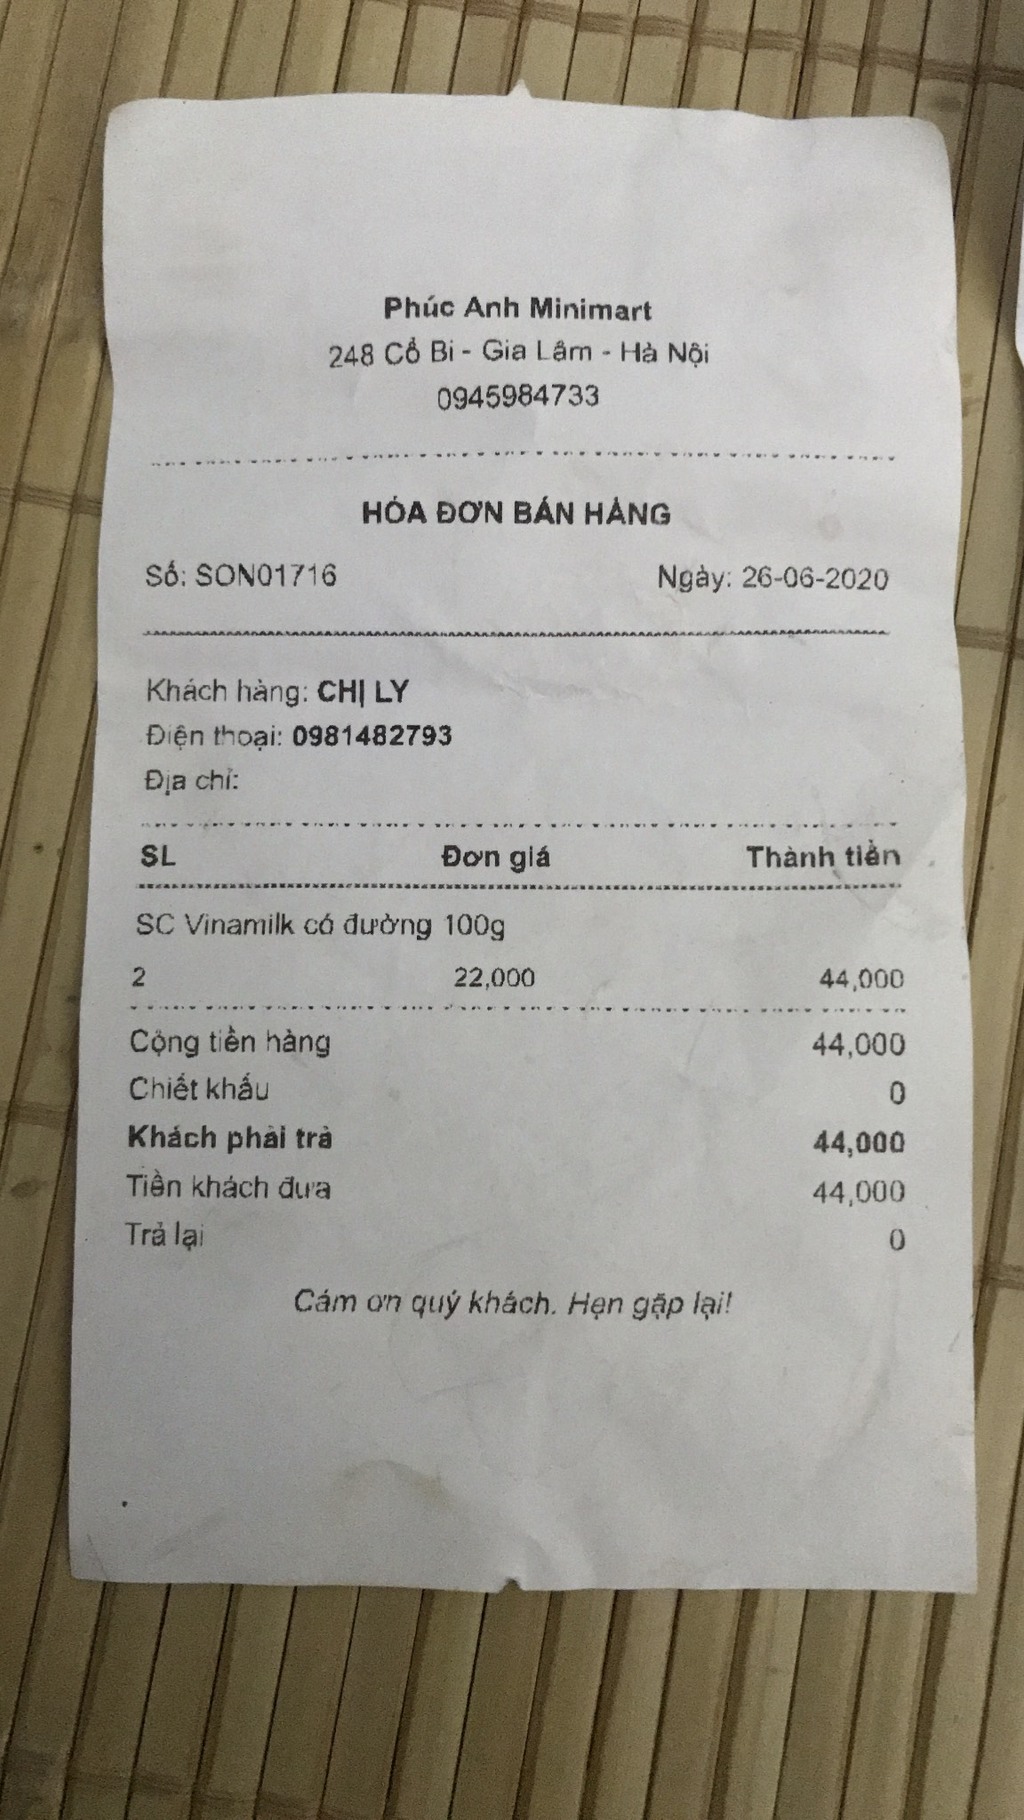 Phúc Anh Minimart
248 Cổ Bi - Gia Lâm - Hà Nội
0945984733
HÓA ĐƠN BÁN HÀNG
Số: SON01716 Ngày: 26-06-2020
Khách hàng: CHỊ LY
Điện thoại: 0981482793
Địa chỉ:
SL Đơn giá Thành tiền
SC Vinamilk có đường 100g
2 22,000 44,000
Cộng tiền hàng 44,000
Chiết khấu 0
Khách phải trả 44,000
Tiền khách đưa 44,000
Trả lại 0
Cám ơn quý khách. Hẹn gặp lại!